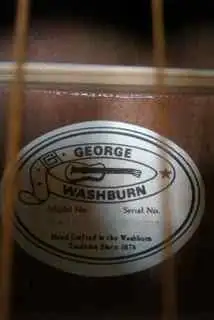 GEORGE
WASHBURN
Model No. Serial No.
Hand Crafted in the Washburn
Tradition Since 1876